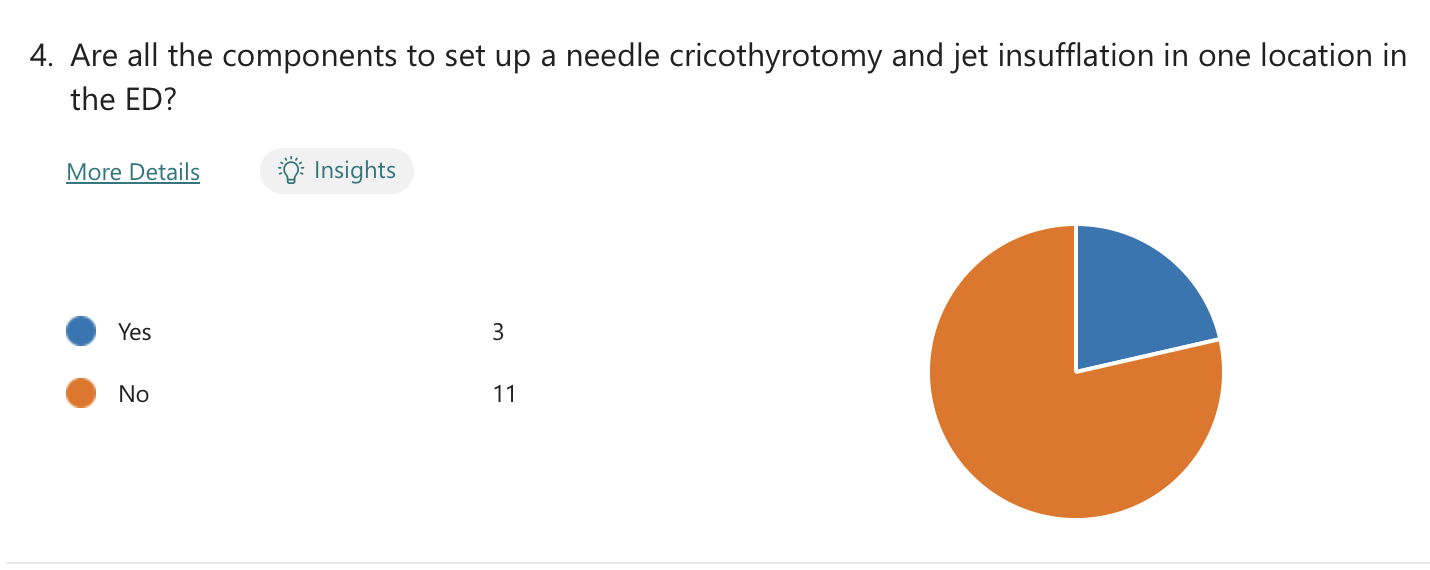 4. Are all the components to set up a needle cricothyrotomy and jet insufflation in one location in
the ED?
More Details
Insights
Yes 3
No 11